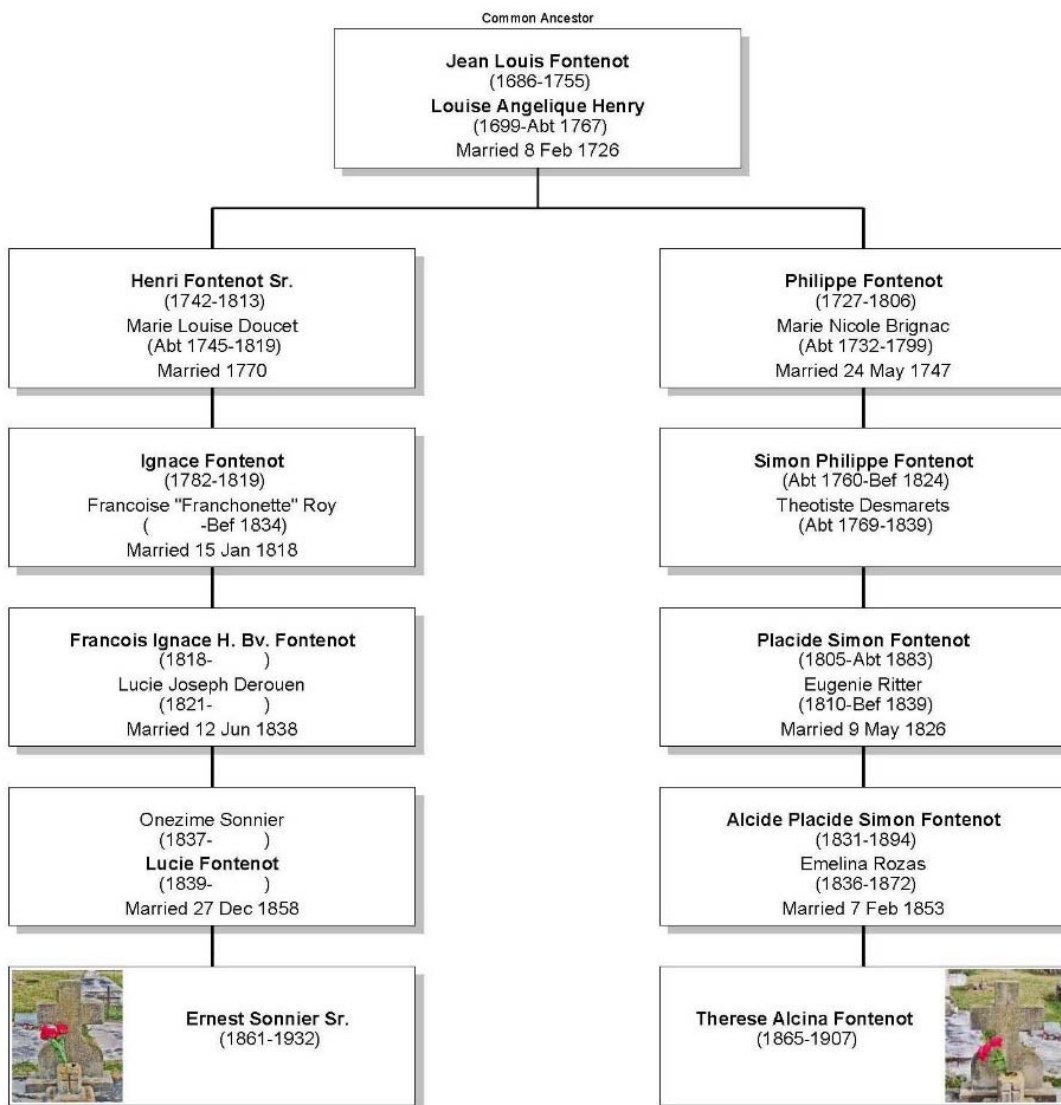 Common Ancestor
Jean Louis Fontenot
(1686-1755)
Louise Angelique Henry
(1699-Abt 1767)
Married 8 Feb 1726
Henri Fontenot Sr.
(1742-1813)
Marie Louise Doucet
(Abt 1745-1819)
Married 1770
Philippe Fontenot
(1727-1806)
Marie Nicole Brignac
(Abt 1732-1799)
Married 24 May 1747
Ignace Fontenot
(1782-1819)
Francoise "Franchonette" Roy
(        -Bef 1834)
Married 15 Jan 1818
Simon Philippe Fontenot
(Abt 1760-Bef 1824)
Theotiste Desmarets
(Abt 1769-1839)
Francois Ignace H. Bv. Fontenot
(1818-        )
Lucie Joseph Derouen
(1821-        )
Married 12 Jun 1838
Placide Simon Fontenot
(1805-Abt 1883)
Eugenie Ritter
(1810-Bef 1839)
Married 9 May 1826
Onezime Sonnier
(1837-        )
Lucie Fontenot
(1839-        )
Married 27 Dec 1858
Alcide Placide Simon Fontenot
(1831-1894)
Emelina Rozas
(1836-1872)
Married 7 Feb 1853
Ernest Sonnier Sr.
(1861-1932)
Therese Alcina Fontenot
(1865-1907)